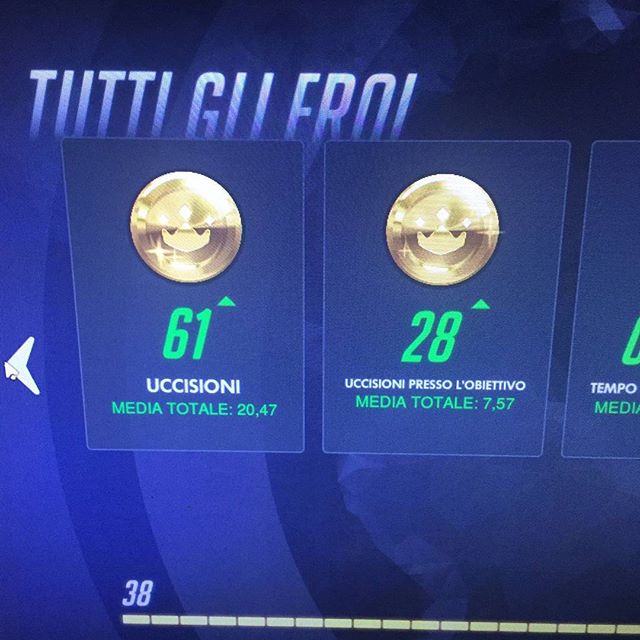 TUTTI GLI EROI
61
UCCISIONI
MEDIA TOTALE: 20,47
28
UCCISIONI PRESSO L'OBIETTIVO
MEDIA TOTALE: 7,57
TEMPO
38